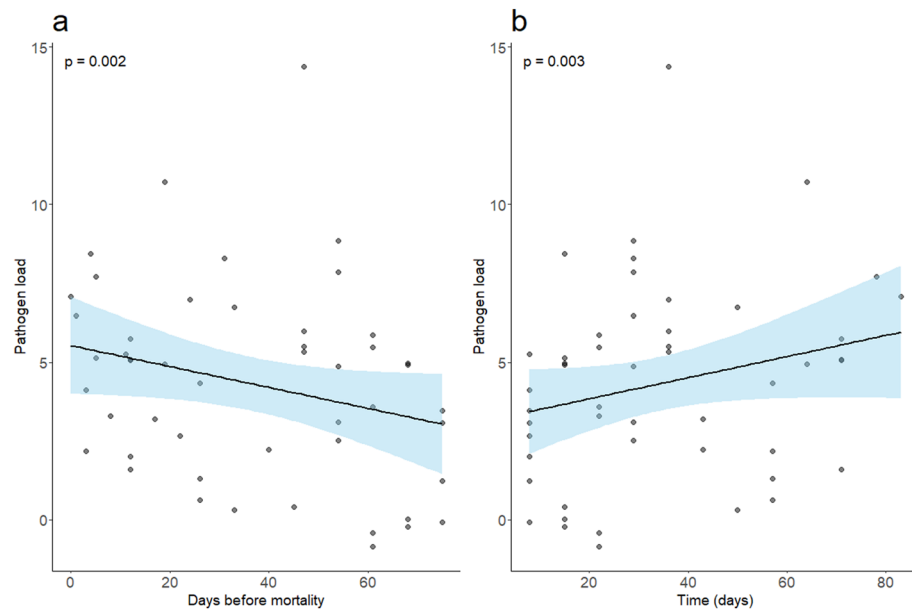 a
p = 0.002
15
10
5
0
Pathogen load
0
20
40
60
Days before mortality
b
p = 0.003
15
10
5
0
Pathogen load
20
40
60
80
Time (days)